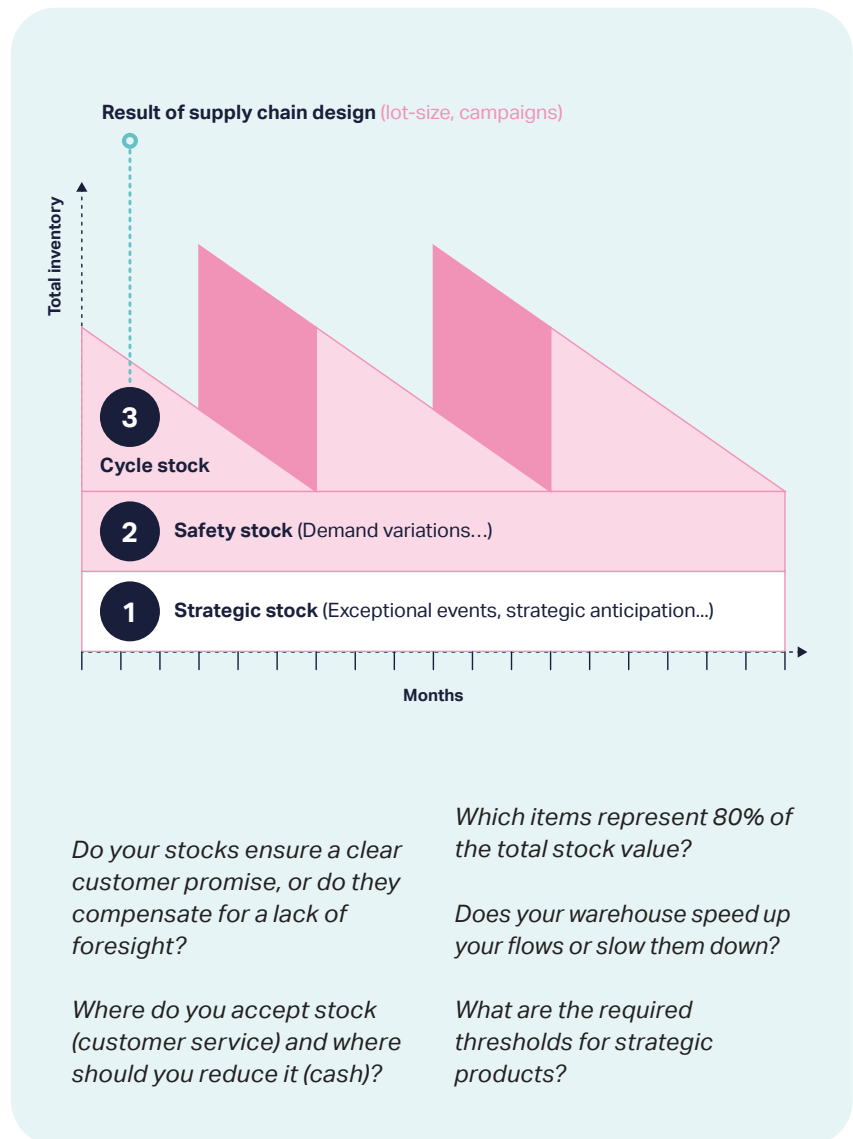 Result of supply chain design (lot-size, campaigns)
Total inventory
3
Cycle stock
2 Safety stock (Demand variations…)
1 Strategic stock (Exceptional events, strategic anticipation...)
Months
Do your stocks ensure a clear
customer promise, or do they
compensate for a lack of
foresight?
Where do you accept stock
(customer service) and where
should you reduce it (cash)?
Which items represent 80% of
the total stock value?
Does your warehouse speed up
your flows or slow them down?
What are the required
thresholds for strategic
products?